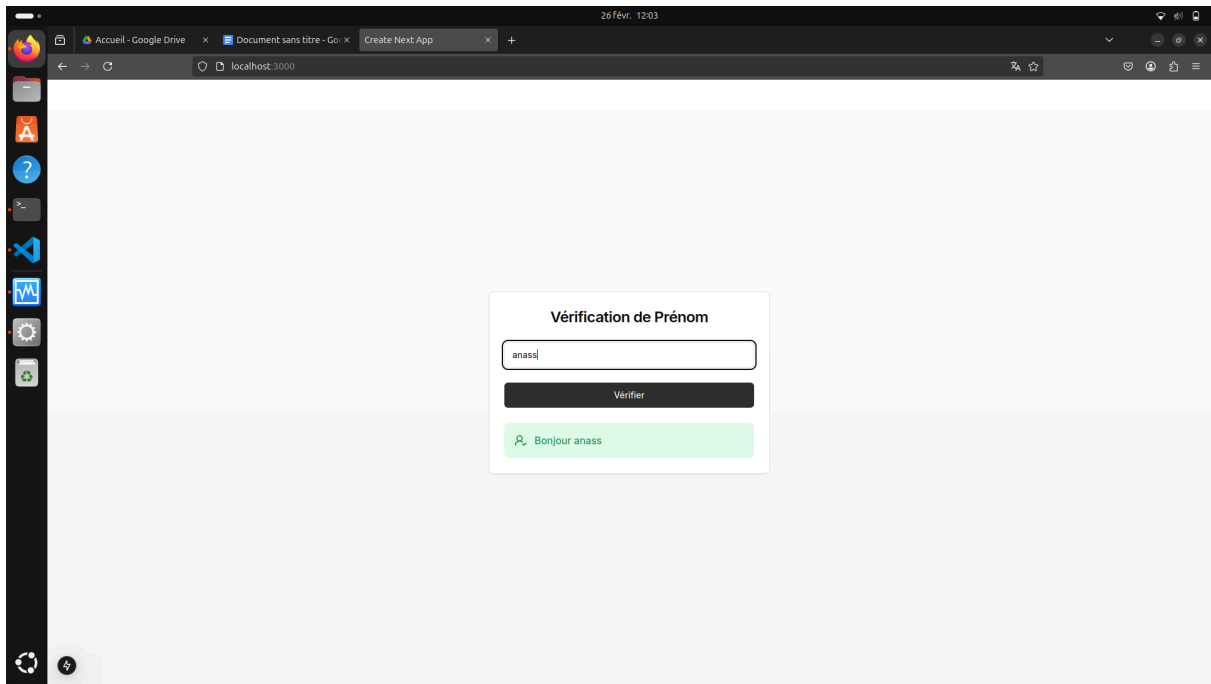 26 févr. 12:03
Accueil - Google Drive
Document sans titre - Goo
Create Next App
localhost:3000
Vérification de Prénom
anass
Vérifier
Bonjour anass